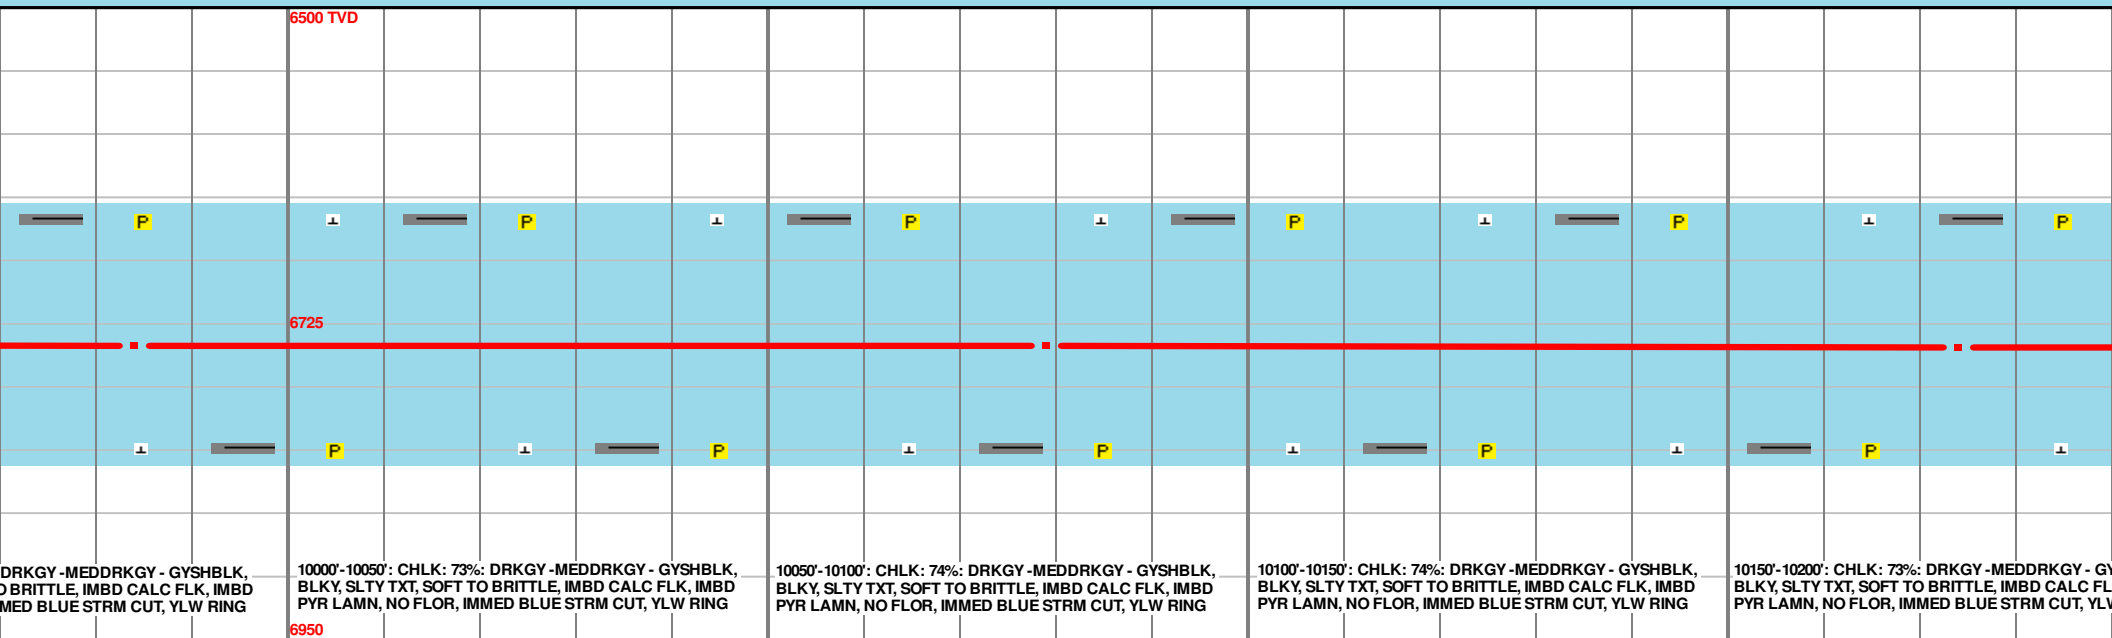 6500 TVD
P
P
P
P
P
P
6725
P
P
P
P
P
DRKGY -MEDDRKGY - GYSHBLK,
O BRITTLE, IMBD CALC FLK, IMBD
MED BLUE STRM CUT, YLW RING
10000'-10050': CHLK: 73%: DRKGY -MEDDRKGY - GYSHBLK,
BLKY, SLTY TXT, SOFT TO BRITTLE, IMBD CALC FLK, IMBD
PYR LAMN, NO FLOR, IMMED BLUE STRM CUT, YLW RING
10050'-10100': CHLK: 74%: DRKGY -MEDDRKGY - GYSHBLK,
BLKY, SLTY TXT, SOFT TO BRITTLE, IMBD CALC FLK, IMBD
PYR LAMN, NO FLOR, IMMED BLUE STRM CUT, YLW RING
10100'-10150': CHLK: 74%: DRKGY -MEDDRKGY - GYSHBLK,
BLKY, SLTY TXT, SOFT TO BRITTLE, IMBD CALC FLK, IMBD
PYR LAMN, NO FLOR, IMMED BLUE STRM CUT, YLW RING
10150'-10200': CHLK: 73%: DRKGY -MEDDRKGY - GY
BLKY, SLTY TXT, SOFT TO BRITTLE, IMBD CALC FL
PYR LAMN, NO FLOR, IMMED BLUE STRM CUT, YL
6950